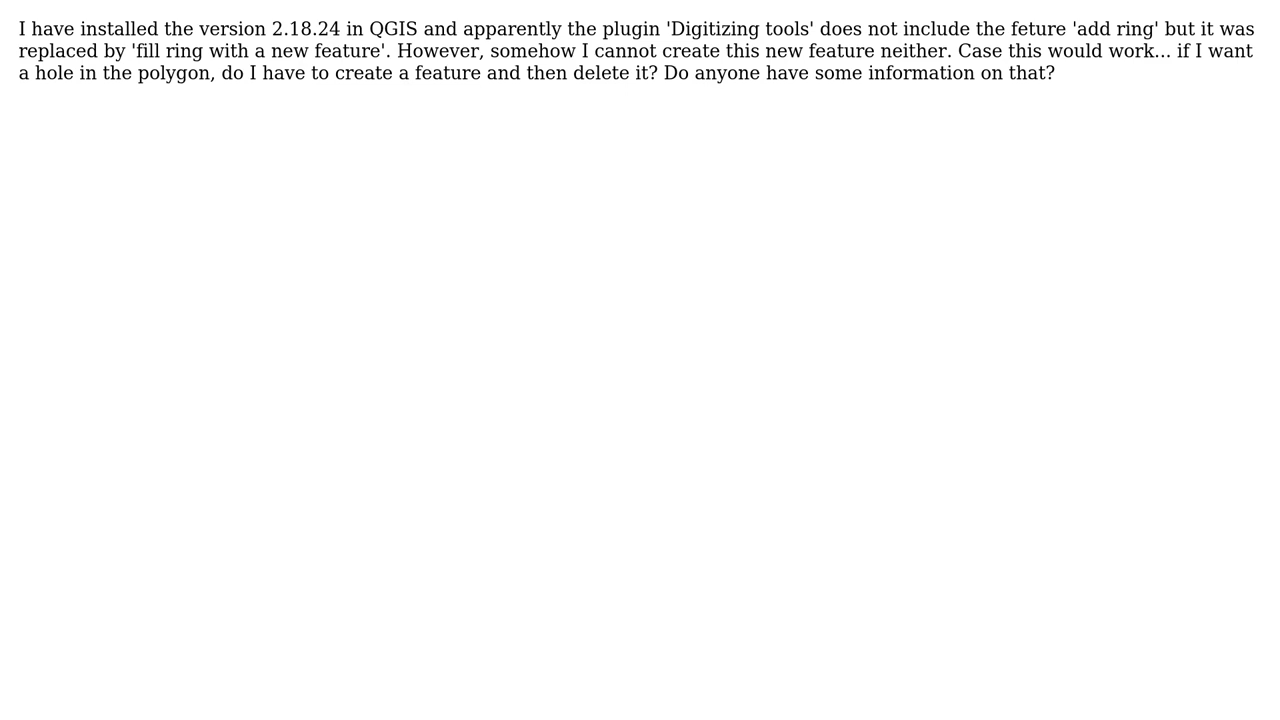 I have installed the version 2.18.24 in QGIS and apparently the plugin 'Digitizing tools' does not include the feture 'add ring' but it was
replaced by 'fill ring with a new feature'. However, somehow I cannot create this new feature neither. Case this would work... if I want
a hole in the polygon, do I have to create a feature and then delete it? Do anyone have some information on that?